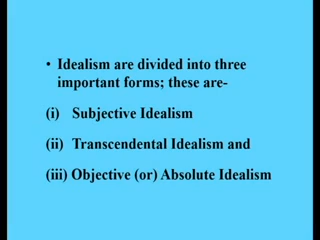 • Idealism are divided into three
important forms; these are-
(i) Subjective Idealism
(ii) Transcendental Idealism and
(iii) Objective (or) Absolute Idealism